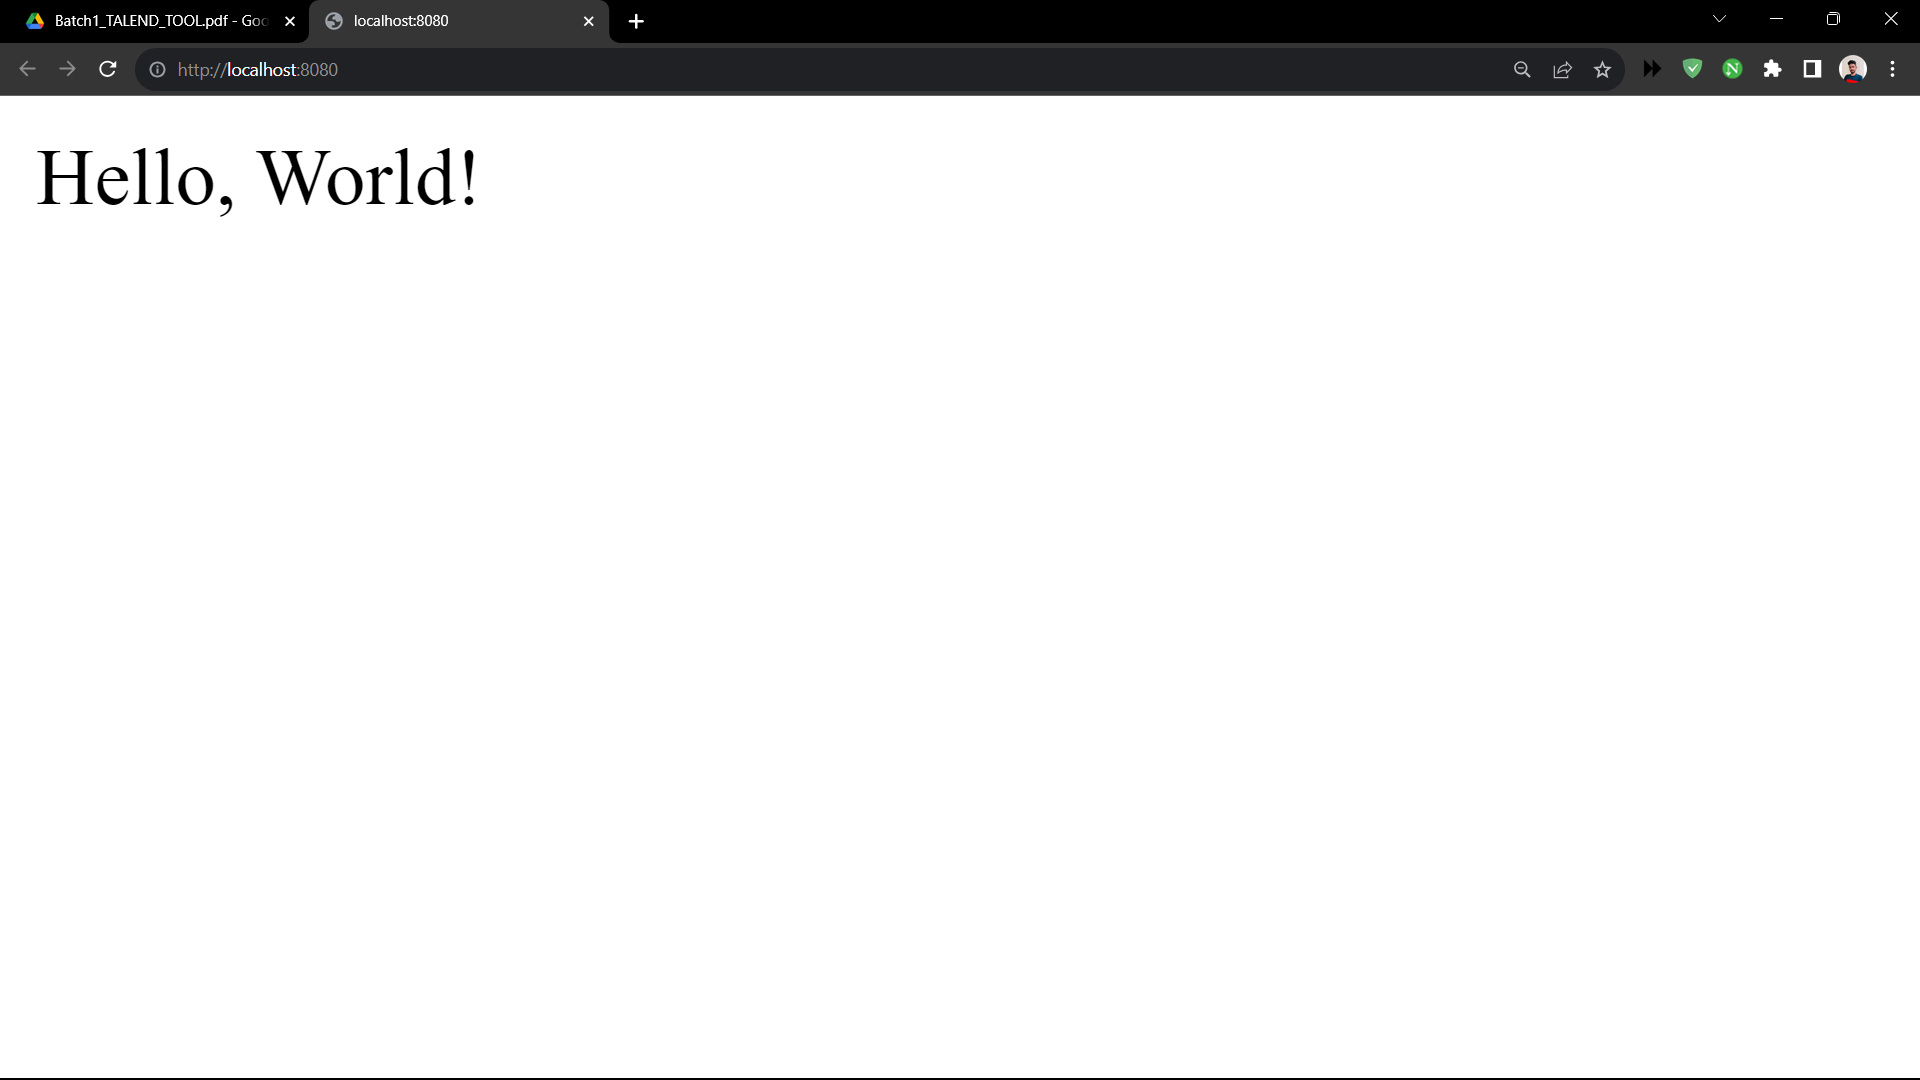 Batch1_TALEND_TOOL.pdf - Goo
localhost:8080
http://localhost:8080
Hello, World!